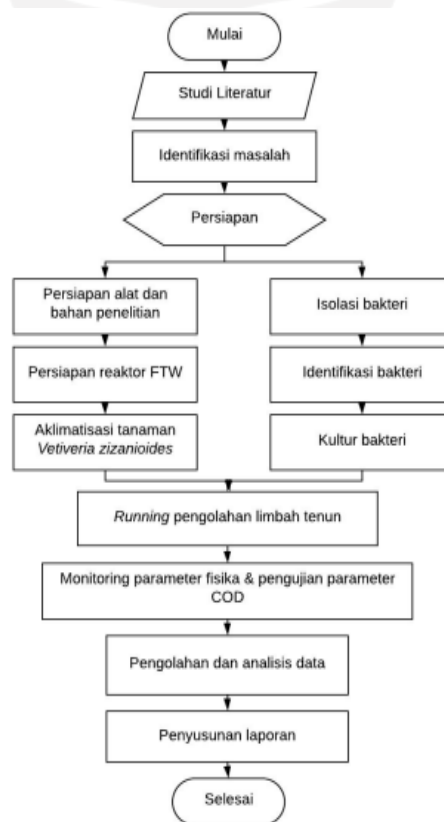 Mulai
Studi Literatur
Identifikasi masalah
Persiapan
Persiapan alat dan
bahan penelitian
Persiapan reaktor FTW
Aklimatisasi tanaman
Vetiveria zizanioides
Isolasi bakteri
Identifikasi bakteri
Kultur bakteri
Running pengolahan limbah tenun
Monitoring parameter fisika & pengujian parameter
COD
Pengolahan dan analisis data
Penyusunan laporan
Selesai